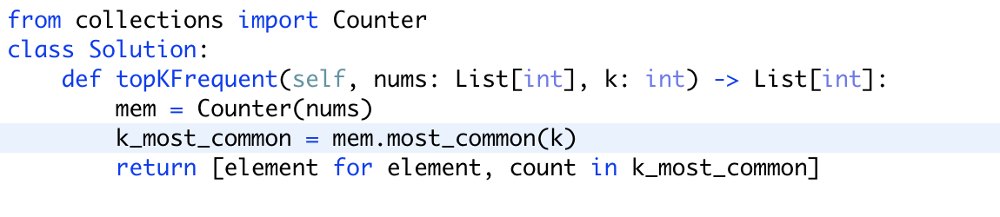 from collections import Counter
class Solution:
    def topKFrequent(self, nums: List[int], k: int) -> List[int]:
        mem = Counter(nums)
        k_most_common = mem.most_common(k)
        return [element for element, count in k_most_common]